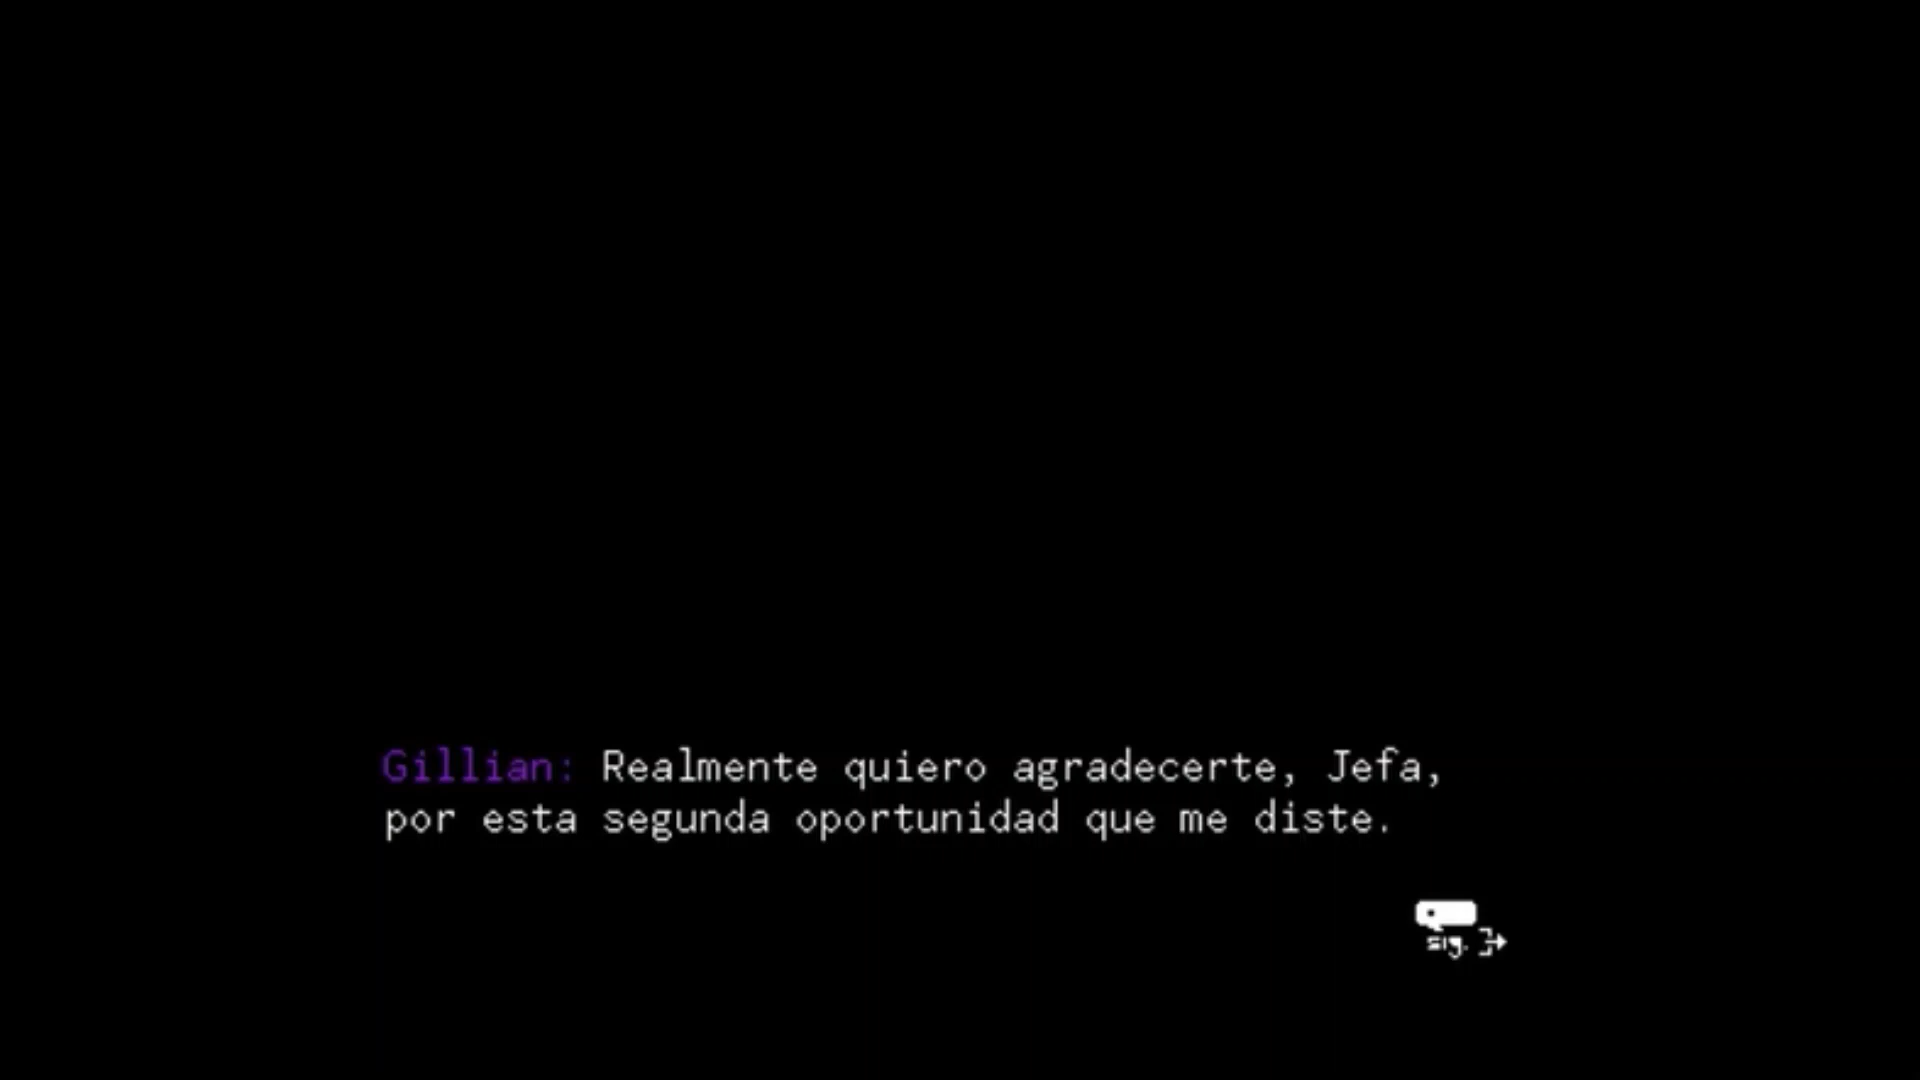 Gillian: Realmente quiero agradecerte, Jefa,
por esta segunda oportunidad que me diste.
sig.